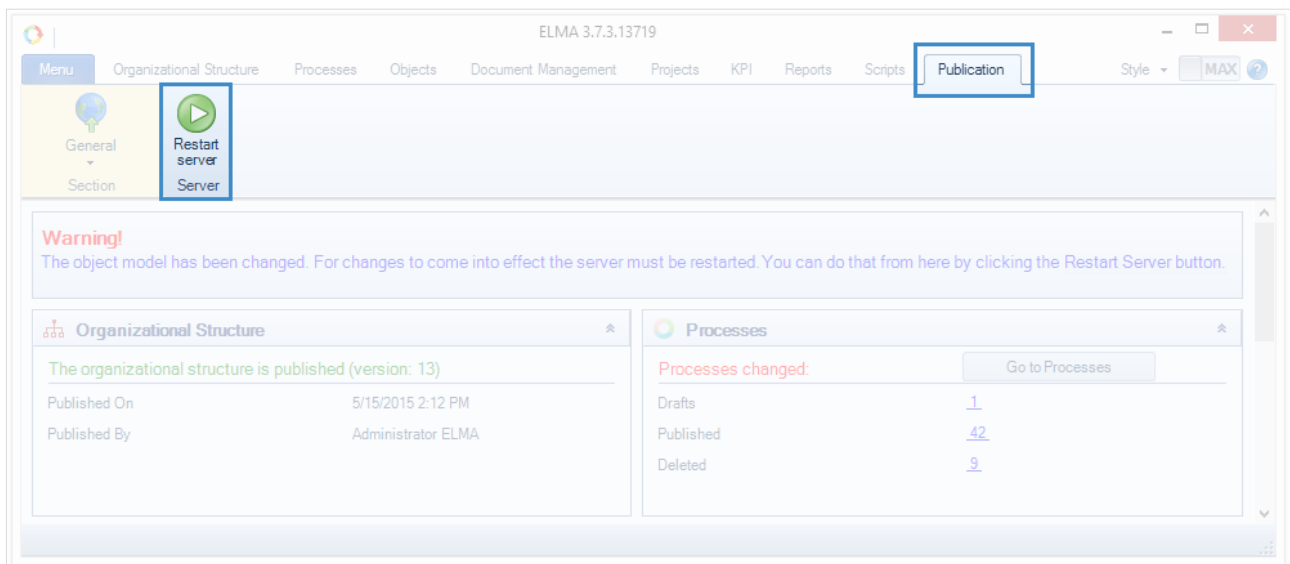 ELMA 3.7.3.13719
Menu Organizational Structure Processes Objects Document Management Projects KPI Reports Scripts Publication Style MAX ?
General
Section
Restart
server
Server
Warning!
The object model has been changed. For changes to come into effect the server must be restarted. You can do that from here by clicking the Restart Server button.
Organizational Structure
The organizational structure is published (version: 13)
Published On 5/15/2015 2:12 PM
Published By Administrator ELMA
Processes
Processes changed: Go to Processes
Drafts 1
Published 42
Deleted 9